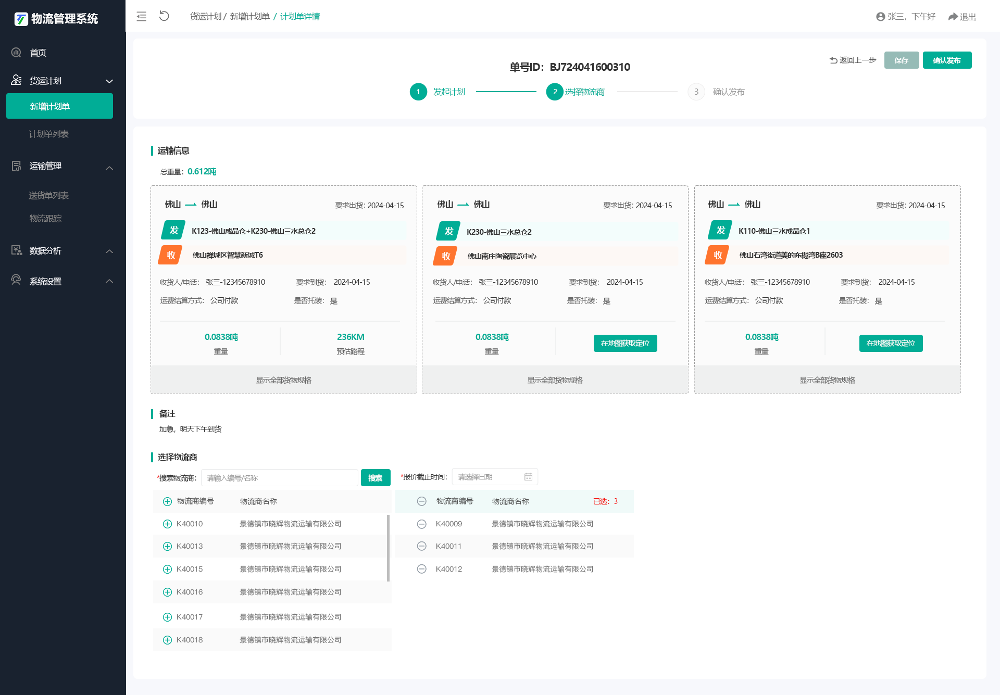 物流管理系统
货运计划 / 新增计划单 / 计划单详情
张三，下午好
退出
首页
货运计划
新增计划单
计划单列表
运输管理
送货单列表
物流跟踪
数据分析
系统设置
单号ID：BJ724041600310
返回上一步
保存
确认发布
1 发起计划
2 选择物流商
3 确认发布
运输信息
总重量：0.612吨
佛山 佛山
要求出货：2024-04-15
发 K123-佛山成品仓+K230-佛山三水总仓2
收 佛山禅城区智慧新城T6
收货人/电话： 张三-12345678910
要求到货： 2024-04-15
运费结算方式： 公司付款
是否托装： 是
0.0838吨
重量
236KM
预估路程
显示全部货物规格
佛山 佛山
要求出货：2024-04-15
发 K230-佛山三水总仓2
收 佛山南庄陶瓷展览中心
收货人/电话： 张三-12345678910
要求到货： 2024-04-15
运费结算方式： 公司付款
是否托装： 是
0.0838吨
重量
在地图获取定位
显示全部货物规格
佛山 佛山
要求出货：2024-04-15
发 K110-佛山三水成品仓1
收 佛山石湾街道美的东樾湾B座2603
收货人/电话： 张三-12345678910
要求到货： 2024-04-15
运费结算方式： 公司付款
是否托装： 是
0.0838吨
重量
在地图获取定位
显示全部货物规格
备注
加急，明天下午到货
选择物流商
*搜索物流商： 请输入编号/名称 搜索
物流商编号 物流商名称
K40010 景德镇市晓辉物流运输有限公司
K40013 景德镇市晓辉物流运输有限公司
K40015 景德镇市晓辉物流运输有限公司
K40016 景德镇市晓辉物流运输有限公司
K40017 景德镇市晓辉物流运输有限公司
K40018 景德镇市晓辉物流运输有限公司
*报价截止时间： 请选择日期
物流商编号 物流商名称 已选：3
K40009 景德镇市晓辉物流运输有限公司
K40011 景德镇市晓辉物流运输有限公司
K40012 景德镇市晓辉物流运输有限公司